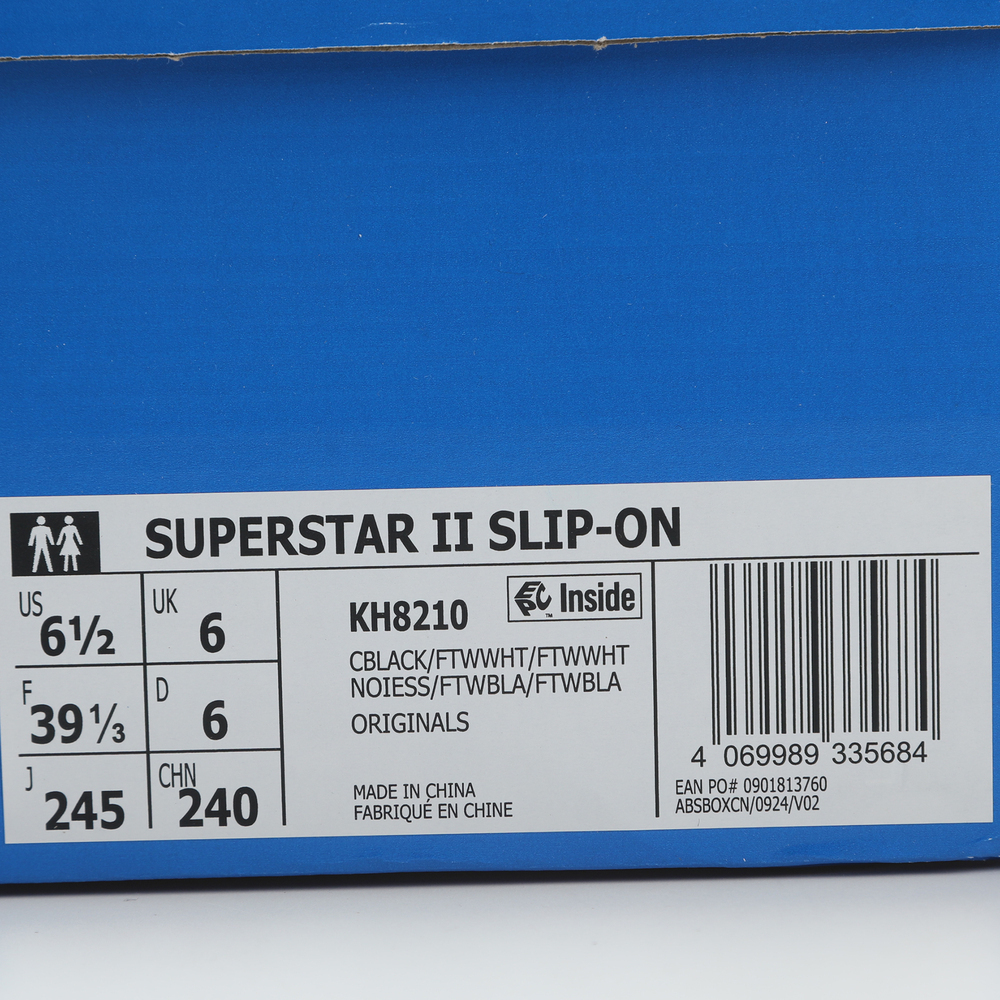 SUPERSTAR II SLIP-ON
US 6½ UK 6
F 39⅓ D 6
J 245 CHN 240
KH8210
EPC™ Inside
CBLACK/FTWWHT/FTWWHT
NOIESS/FTWBLA/FTWBLA
ORIGINALS
MADE IN CHINA
FABRIQUÉ EN CHINE
4 069989 335684
EAN PO# 0901813760
ABSBOXCN/0924/V02